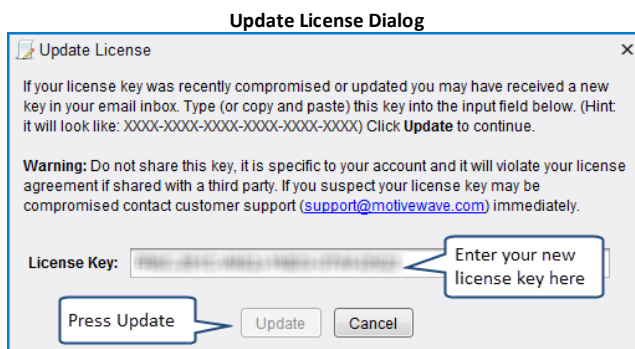 Update License Dialog
Update License
If your license key was recently compromised or updated you may have received a new
key in your email inbox. Type (or copy and paste) this key into the input field below. (Hint:
it will look like: XXXX-XXXX-XXXX-XXXX-XXXX-XXXX) Click Update to continue.
Warning: Do not share this key, it is specific to your account and it will violate your license
agreement if shared with a third party. If you suspect your license key may be
compromised contact customer support (support@motivewave.com) immediately.
License Key:
Enter your new
license key here
Press Update
Update
Cancel